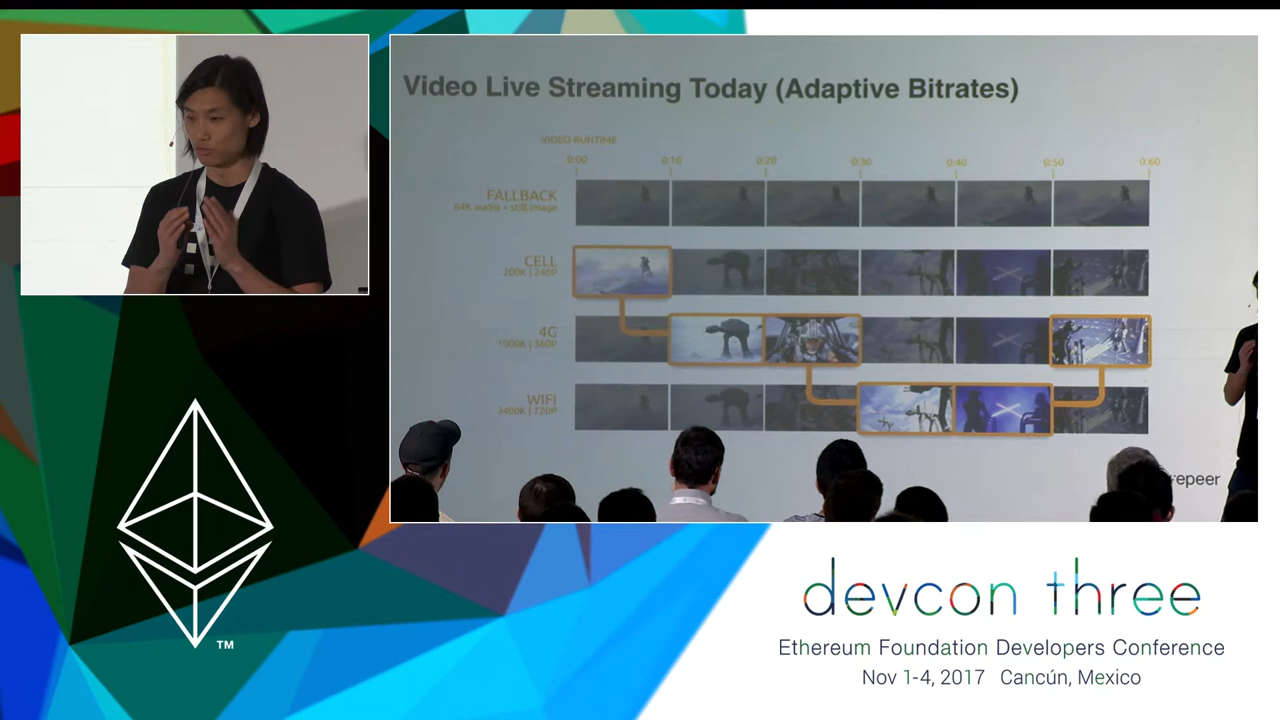 Video Live Streaming Today (Adaptive Bitrates)
VIDEO RUNTIME
0:00 0:10 0:20 0:30 0:40 0:50 0:60
FALLBACK
64K audio + still image
CELL
200K | 240P
4G
1000K | 360P
WIFI
3400K | 720P
repeer
TM
devcon three
Ethereum Foundation Developers Conference
Nov 1-4, 2017 Cancún, Mexico